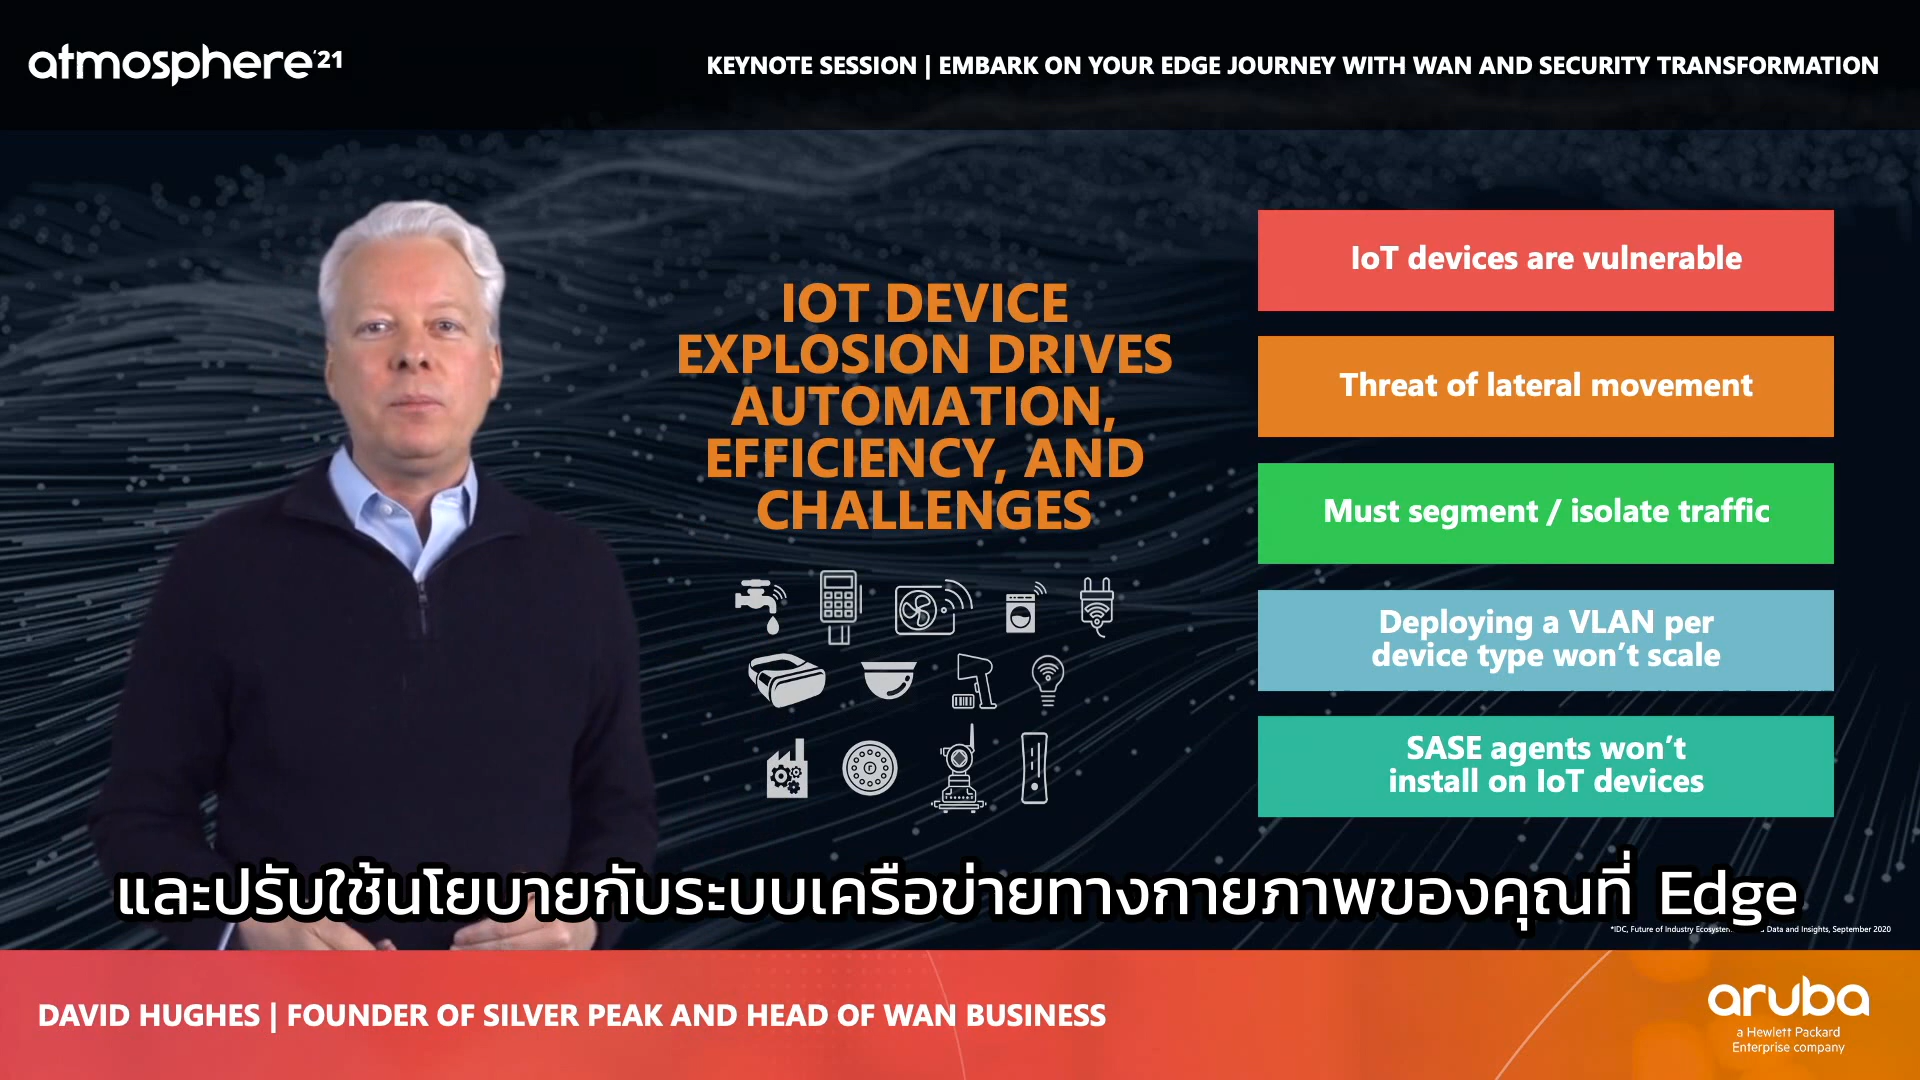 atmosphere'21
KEYNOTE SESSION | EMBARK ON YOUR EDGE JOURNEY WITH WAN AND SECURITY TRANSFORMATION
IOT DEVICE
EXPLOSION DRIVES
AUTOMATION,
EFFICIENCY, AND
CHALLENGES
IoT devices are vulnerable
Threat of lateral movement
Must segment / isolate traffic
Deploying a VLAN per
device type won't scale
SASE agents won't
install on IoT devices
และปรับใช้นโยบายกับระบบเครือข่ายทางกายภาพของคุณที่ Edge
*IDC, Future of Industry Ecosystem Data and Insights, September 2020
DAVID HUGHES | FOUNDER OF SILVER PEAK AND HEAD OF WAN BUSINESS
aruba
a Hewlett Packard
Enterprise company